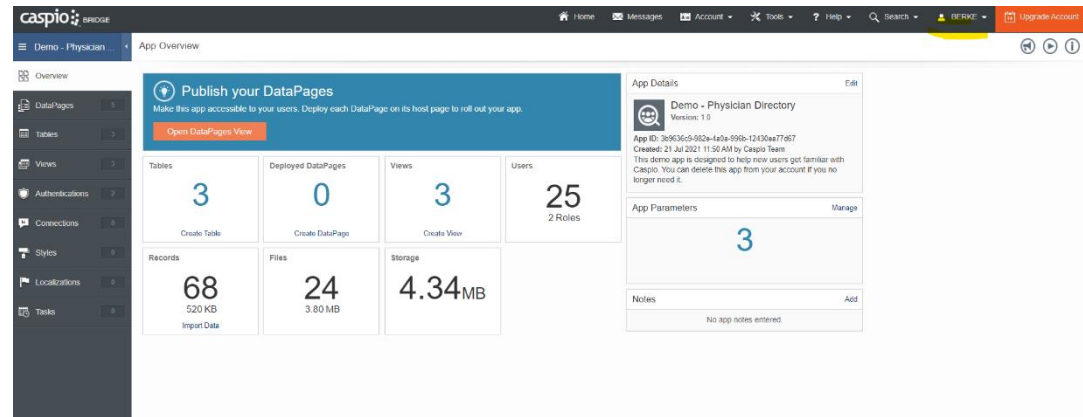 caspio BRIDGE
Home Messages Account Tools ? Help Search BERKE Upgrade Account
Demo - Physician ...
App Overview
Overview
DataPages
Tables
Views
Authentications
Connections
Styles
Localizations
Tasks
Publish your DataPages
Make this app accessible to your users. Deploy each DataPage on its host page to roll out your app.
Open DataPages View
Tables
3
Create Table
Deployed DataPages
0
Create DataPage
Views
3
Create View
Users
25
2 Roles
Records
68
520 KB
Import Data
Files
24
3.80 MB
Storage
4.34MB
App Details Edit
Demo - Physician Directory
Version: 1.0
Created: 21 Jul 2021 11:50 AM by Caspio Team
This demo app is designed to help new users get familiar with
Caspio. You can delete this app from your account if you no
longer need it.
App Parameters Manage
3
Notes Add
No app notes entered.